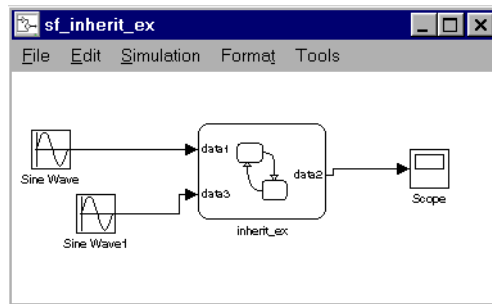 sf_inherit_ex
File Edit Simulation Format Tools
data1
Sine Wave
data2
data3
Scope
Sine Wave1
inherit_ex